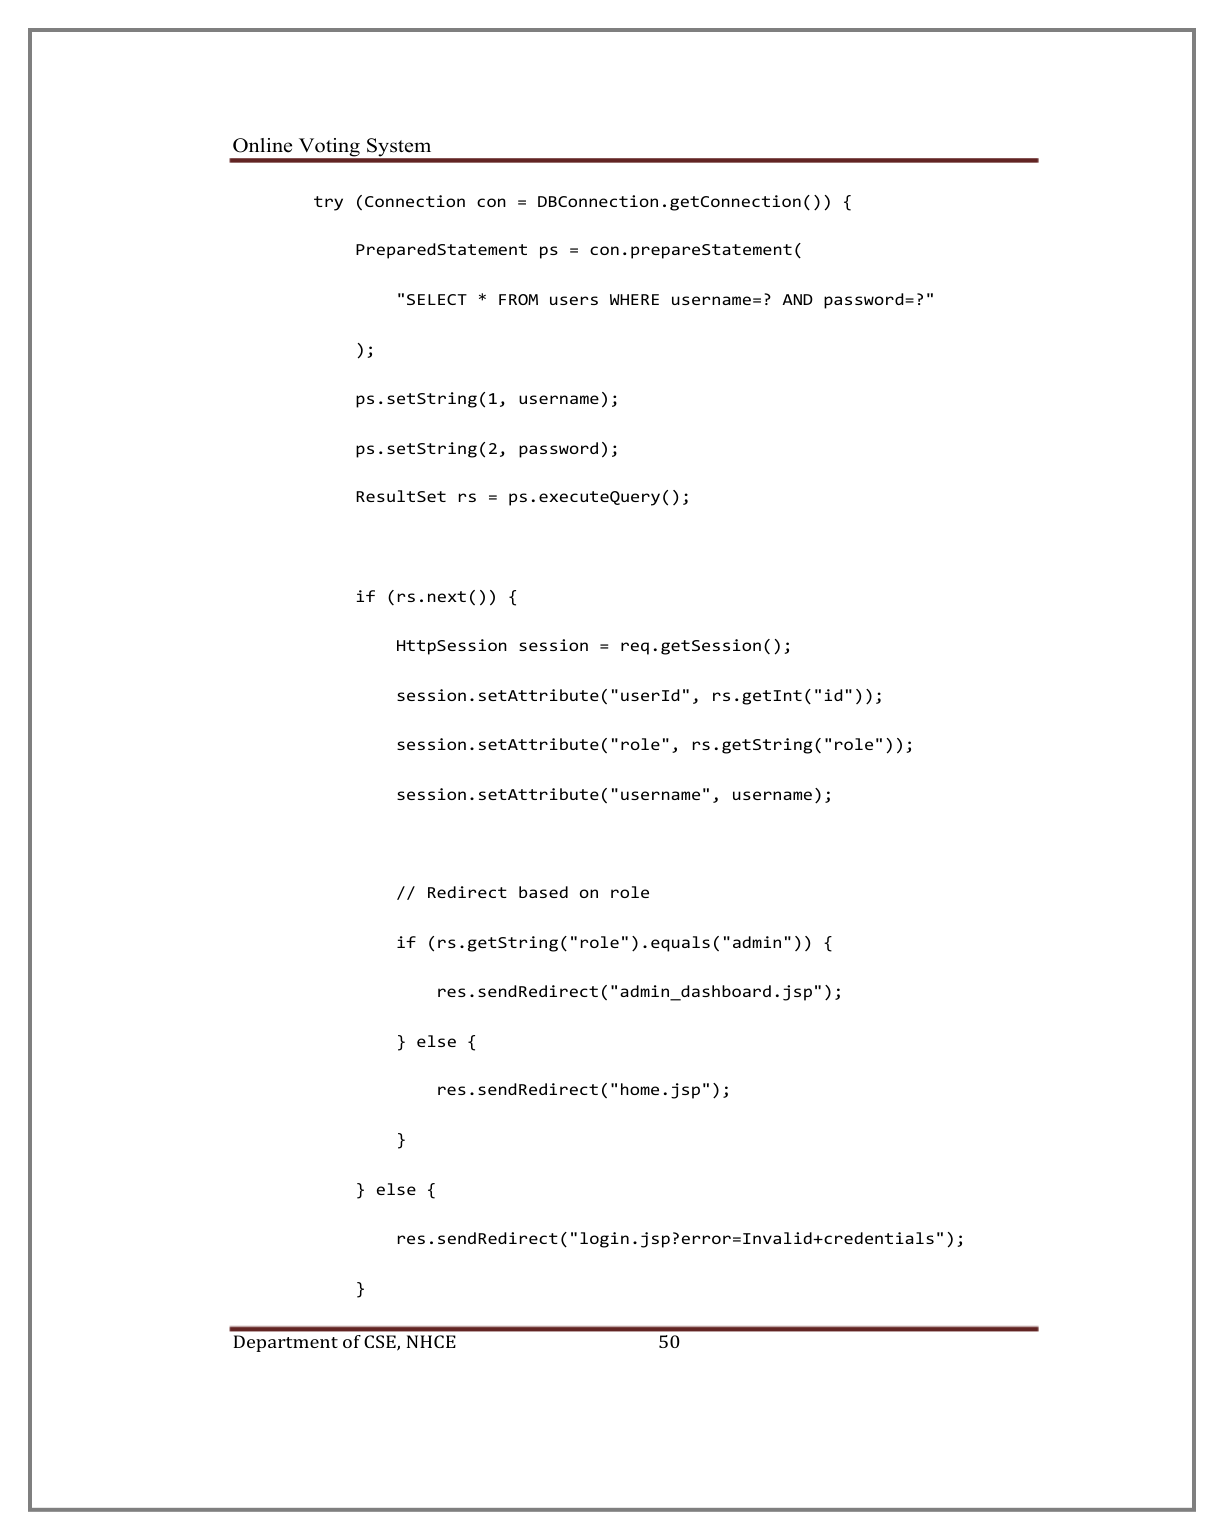 Online Voting System
try (Connection con = DBConnection.getConnection()) {
PreparedStatement ps = con.prepareStatement(
"SELECT * FROM users WHERE username=? AND password=?"
);
ps.setString(1, username);
ps.setString(2, password);
ResultSet rs = ps.executeQuery();
if (rs.next()) {
HttpSession session = req.getSession();
session.setAttribute("userId", rs.getInt("id"));
session.setAttribute("role", rs.getString("role"));
session.setAttribute("username", username);
// Redirect based on role
if (rs.getString("role").equals("admin")) {
res.sendRedirect("admin_dashboard.jsp");
} else {
res.sendRedirect("home.jsp");
}
} else {
res.sendRedirect("login.jsp?error=Invalid+credentials");
}
Department of CSE, NHCE 50